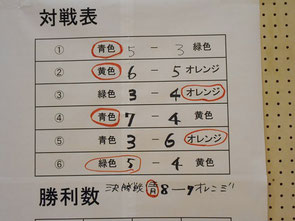 対戦表
① 青色 5 - 3 緑色
② 黄色 6 - 5 オレンジ
③ 緑色 3 - 4 オレンジ
④ 青色 7 - 4 黄色
⑤ 青色 3 - 6 オレンジ
⑥ 緑色 5 - 4 黄色
決勝戦 青 8 - 7 オレンジ
勝利数